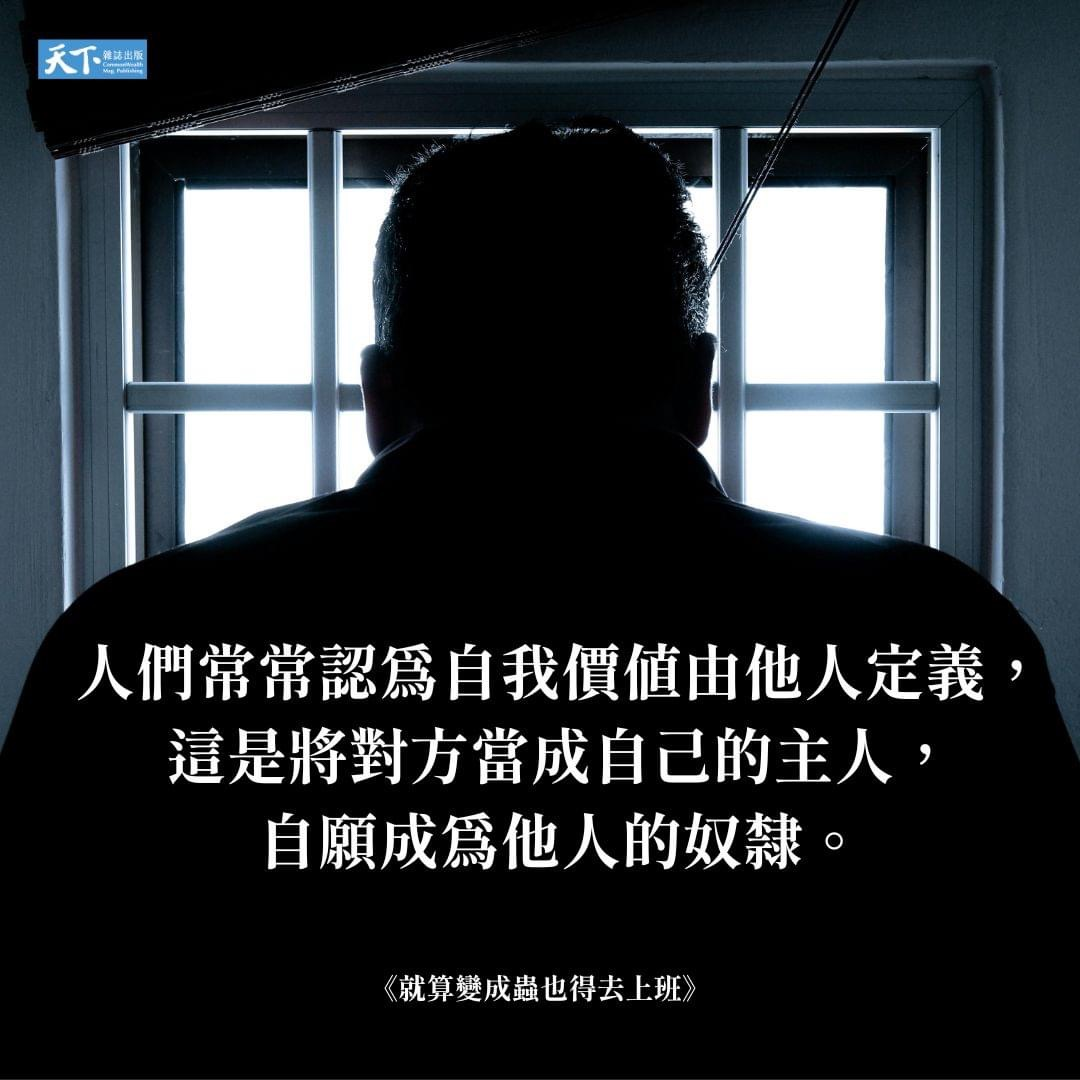 天下 雜誌出版
CommonWealth
Mag. Publishing
人們常常認爲自我價值由他人定義，
這是將對方當成自己的主人，
自願成爲他人的奴隸。
《就算變成蟲也得去上班》